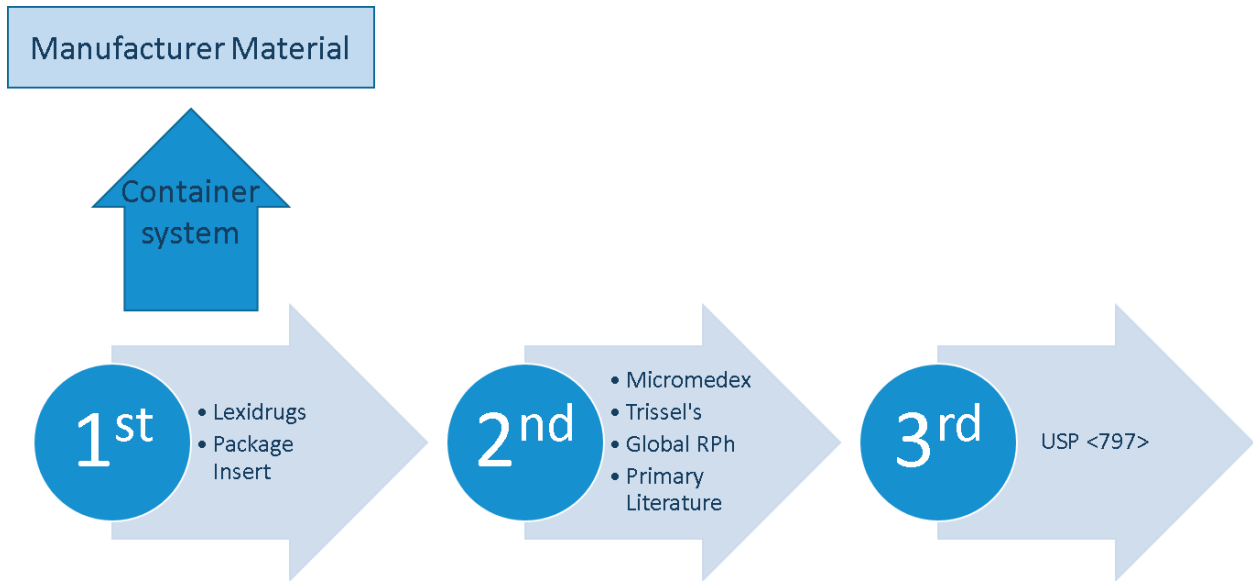 Manufacturer Material
Container
system
1st
• Lexidrugs
• Package
Insert
2nd
• Micromedex
• Trissel's
• Global RPh
• Primary
Literature
3rd
USP <797>